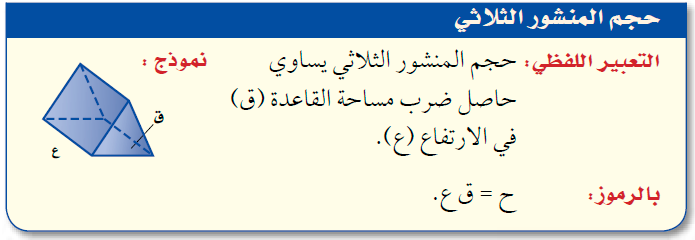 حجم المنشور الثلاثي
التعبير اللفظي: حجم المنشور الثلاثي يساوي
حاصل ضرب مساحة القاعدة (ق)
في الارتفاع (ع).
نموذج :
ق
ع
بالرموز: ح = ق ع.